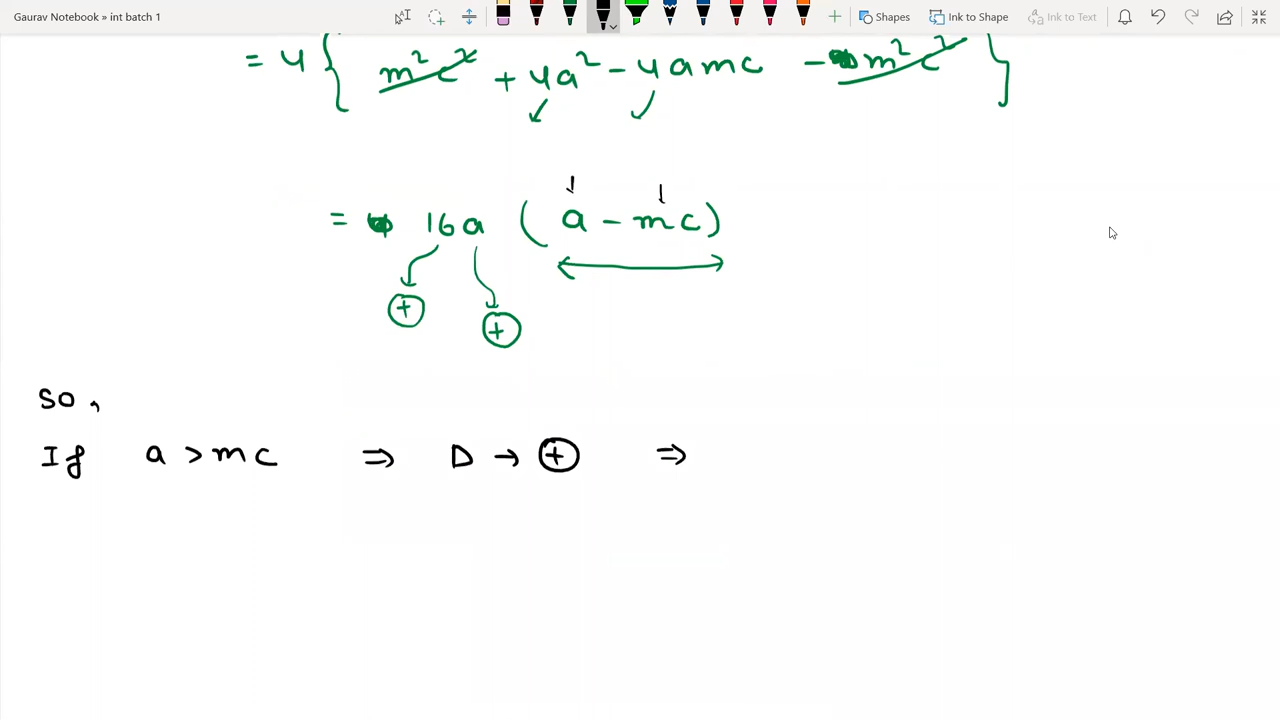 Gaurav Notebook » int batch 1
Shapes Ink to Shape Ink to Text
= 4 { m²c² + 4a² - 4amc - m²c² }
= 16a ( a - mc )
+ +
so,
If a > mc ⇒ D → + ⇒